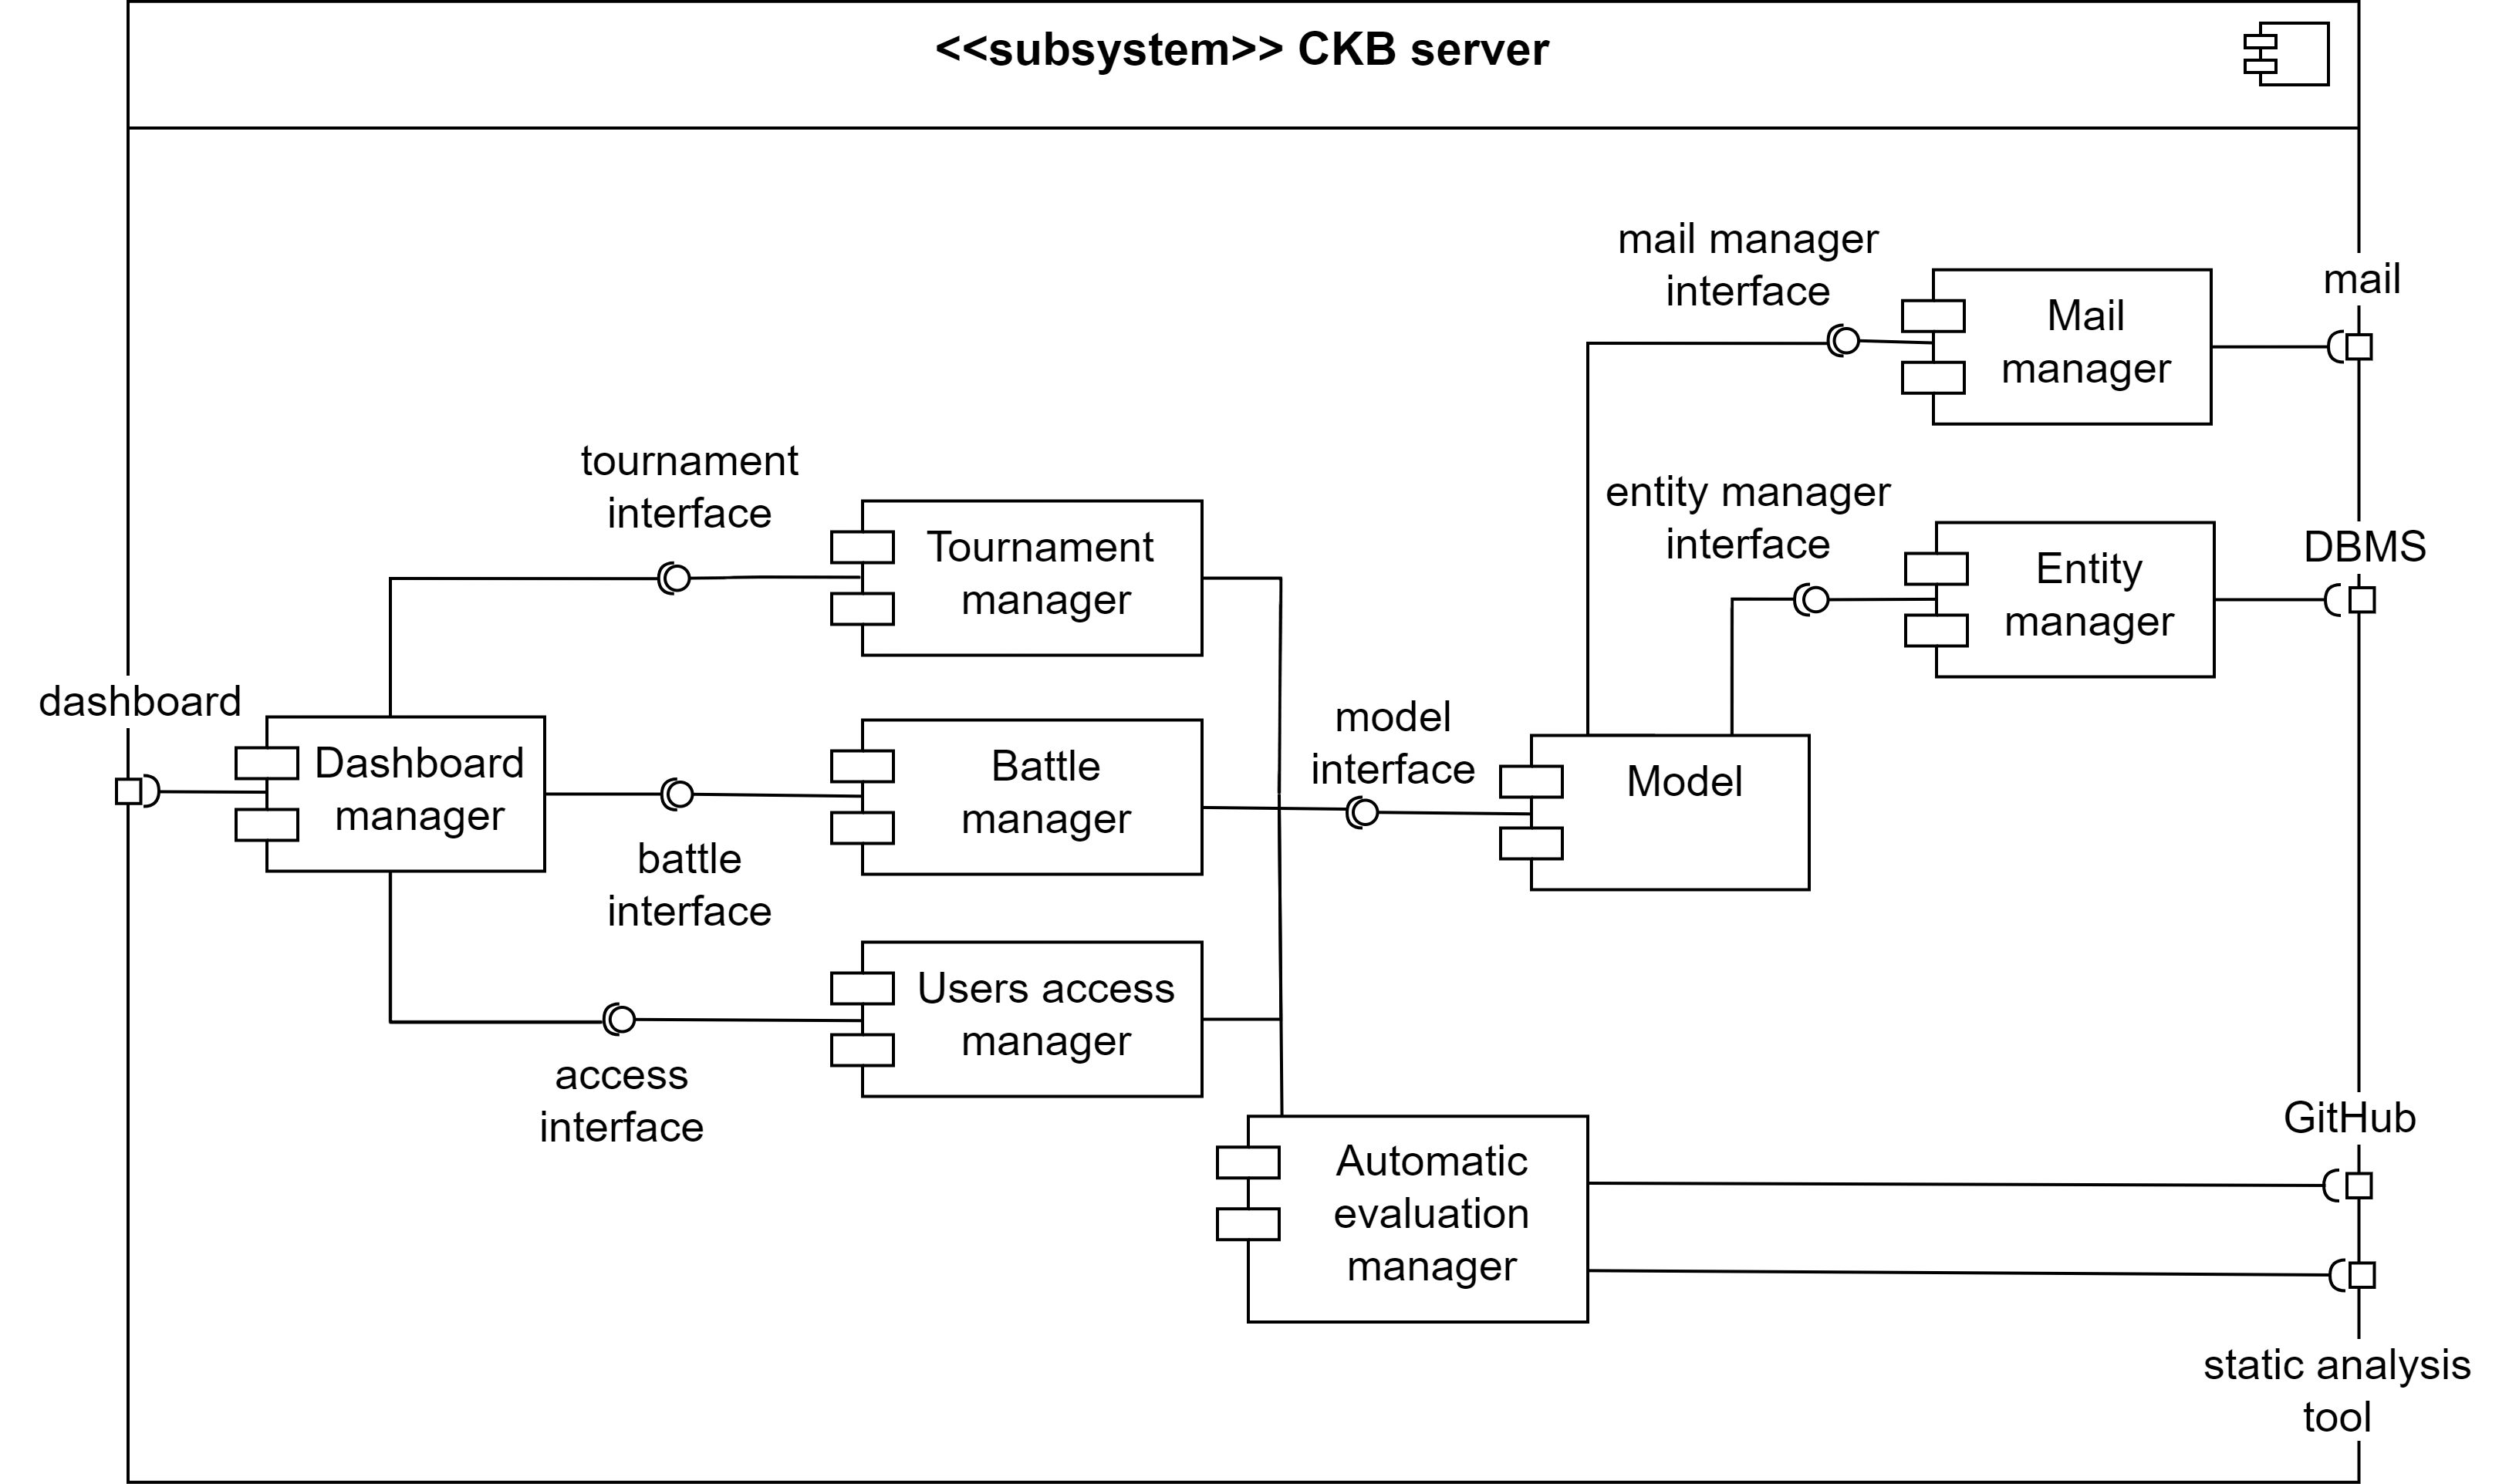 <<subsystem>> CKB server
mail manager
interface
mail
Mail
manager
tournament
interface
entity manager
interface
DBMS
Tournament
manager
Entity
manager
dashboard
model
interface
Dashboard
manager
Battle
manager
Model
battle
interface
Users access
manager
access
interface
GitHub
Automatic
evaluation
manager
static analysis
tool